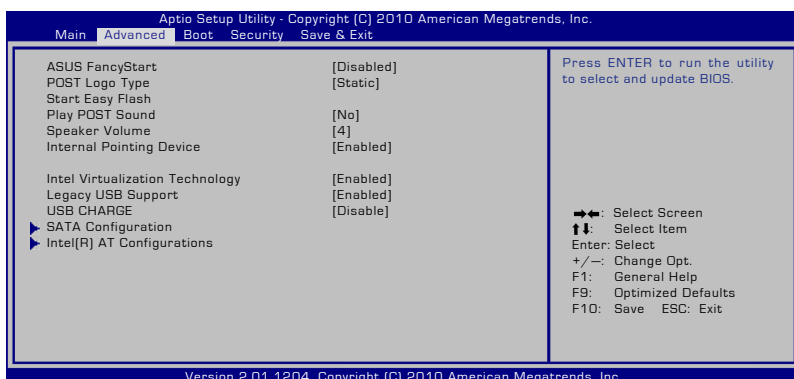 Aptio Setup Utility - Copyright (C) 2010 American Megatrends, Inc.
Main Advanced Boot Security Save & Exit
ASUS FancyStart [Disabled]
POST Logo Type [Static]
Start Easy Flash
Play POST Sound [No]
Speaker Volume [4]
Internal Pointing Device [Enabled]
Intel Virtualization Technology [Enabled]
Legacy USB Support [Enabled]
USB CHARGE [Disable]
SATA Configuration
Intel(R) AT Configurations
Press ENTER to run the utility
to select and update BIOS.
→←: Select Screen
↑↓: Select Item
Enter: Select
+/—: Change Opt.
F1: General Help
F9: Optimized Defaults
F10: Save ESC: Exit
Version 2.01.1204. Copyright (C) 2010 American Megatrends, Inc.